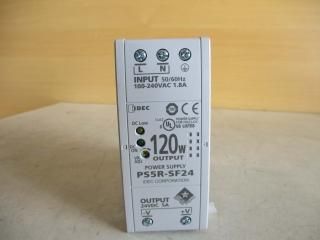 L N
INPUT 50/60Hz
100-240VAC 1.8A
IDEC
DC Low
DC ON
120W
OUTPUT
POWER SUPPLY
PS5R-SF24
IDEC CORPORATION
OUTPUT
24VDC 5A
-V +V